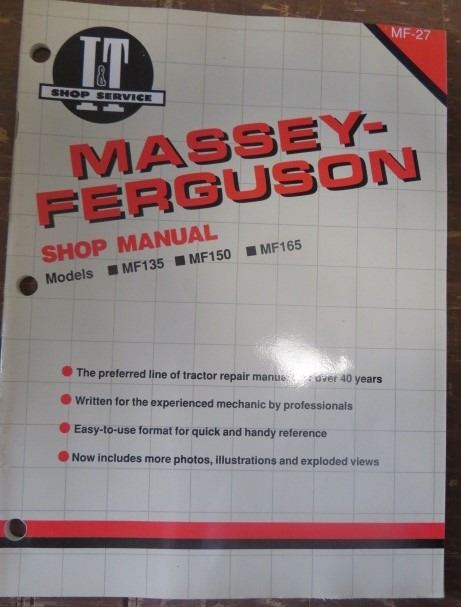 MF-27
I&T
SHOP SERVICE
MASSEY-
FERGUSON
SHOP MANUAL
Models ■ MF135 ■ MF150 ■ MF165
● The preferred line of tractor repair over 40 years
● Written for the experienced mechanic by professionals
● Easy-to-use format for quick and handy reference
● Now includes more photos, illustrations and exploded views